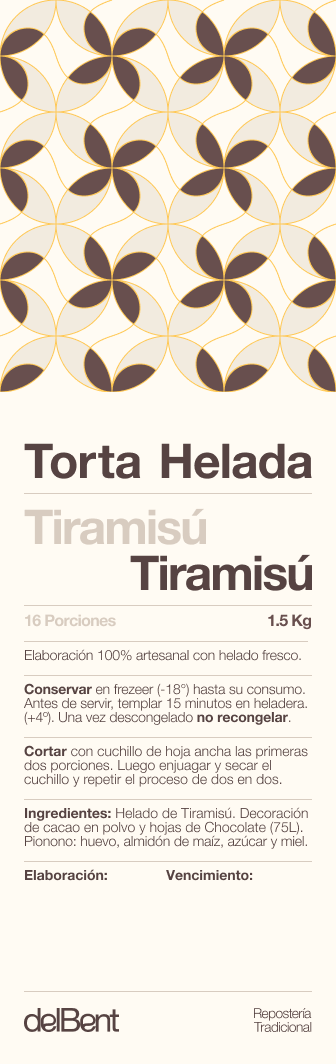 Torta Helada
Tiramisú
Tiramisú
16 Porciones 1.5 Kg
Elaboración 100% artesanal con helado fresco.
Conservar en frezeer (-18°) hasta su consumo.
Antes de servir, templar 15 minutos en heladera.
(+4º). Una vez descongelado no recongelar.
Cortar con cuchillo de hoja ancha las primeras
dos porciones. Luego enjuagar y secar el
cuchillo y repetir el proceso de dos en dos.
Ingredientes: Helado de Tiramisú. Decoración
de cacao en polvo y hojas de Chocolate (75L).
Pionono: huevo, almidón de maíz, azúcar y miel.
Elaboración: Vencimiento:
delBent
Repostería
Tradicional